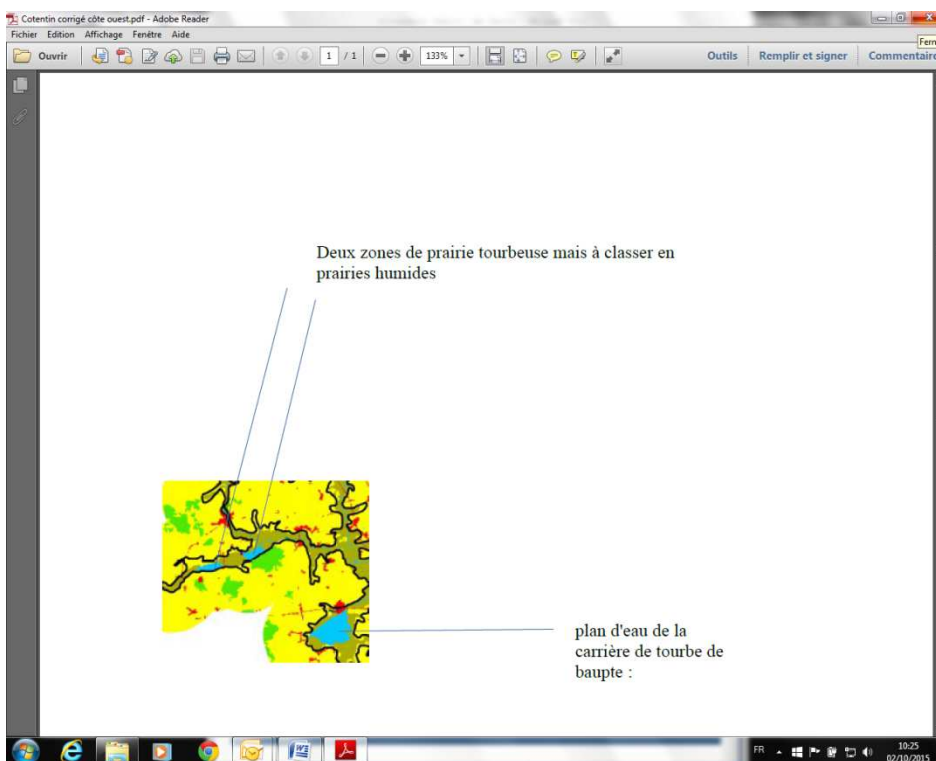 Cotentin corrigé côte ouest.pdf - Adobe Reader
Fichier Edition Affichage Fenêtre Aide
Ferm
Ouvrir 1 / 1 133% Outils Remplir et signer Commentaire
Deux zones de prairie tourbeuse mais à classer en
prairies humides
plan d'eau de la
carrière de tourbe de
baupte :
FR 10:25
02/10/2015